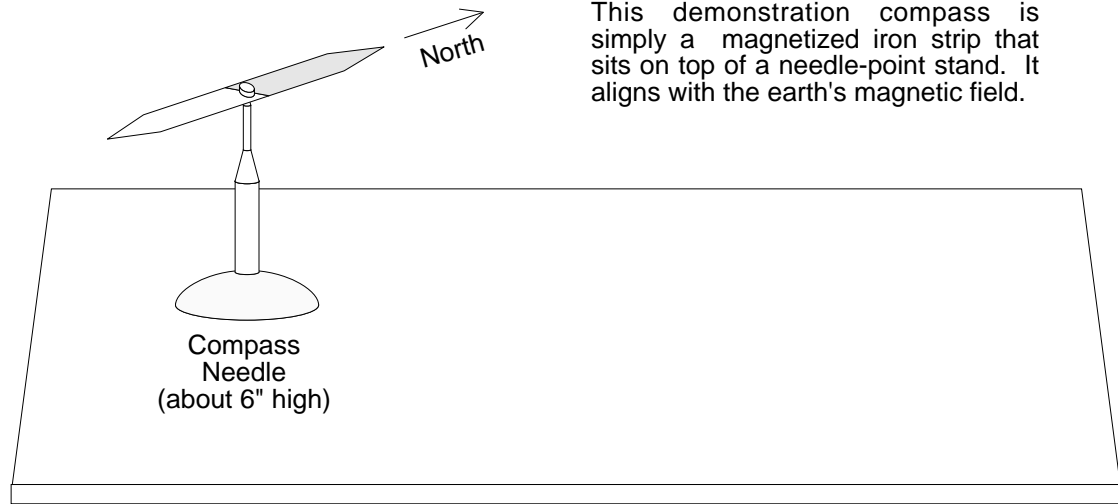 This demonstration compass is
simply a magnetized iron strip that
sits on top of a needle-point stand. It
aligns with the earth's magnetic field.
North
Compass
Needle
(about 6" high)